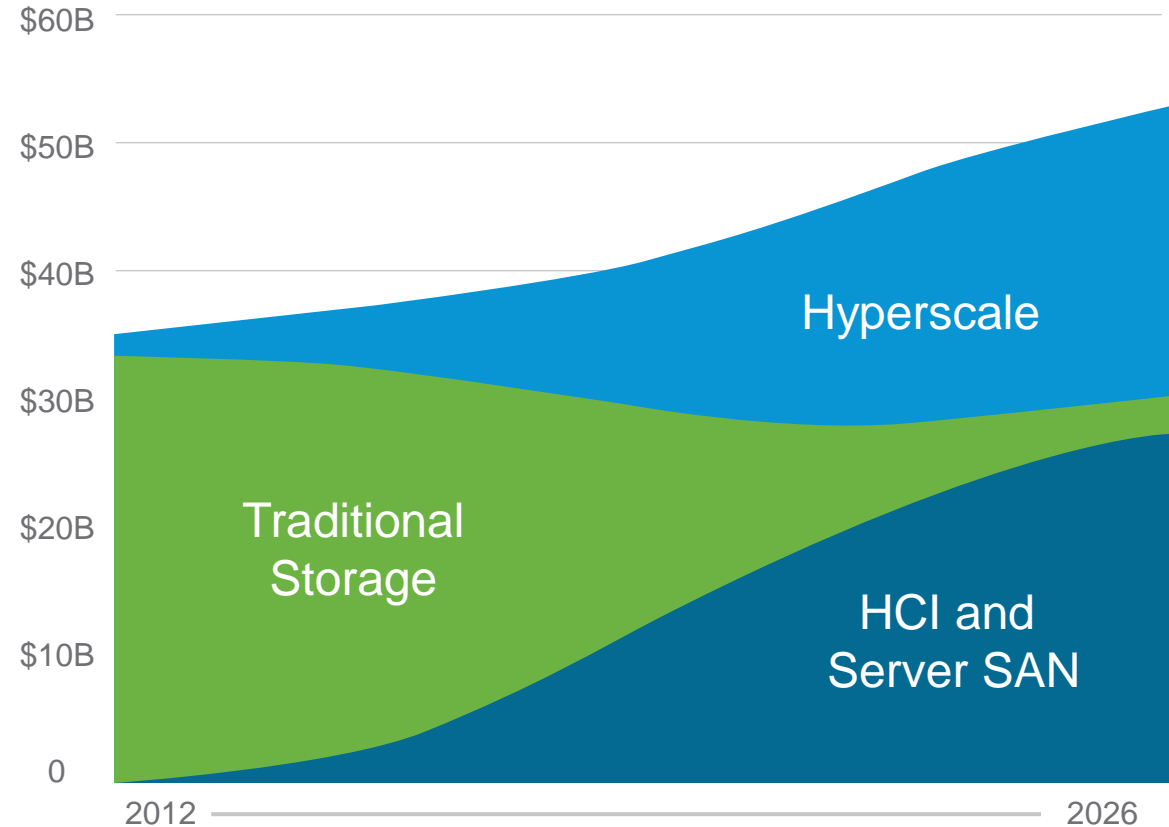 $60B
$50B
$40B
$30B
$20B
$10B
0
Hyperscale
Traditional
Storage
HCI and
Server SAN
2012
2026